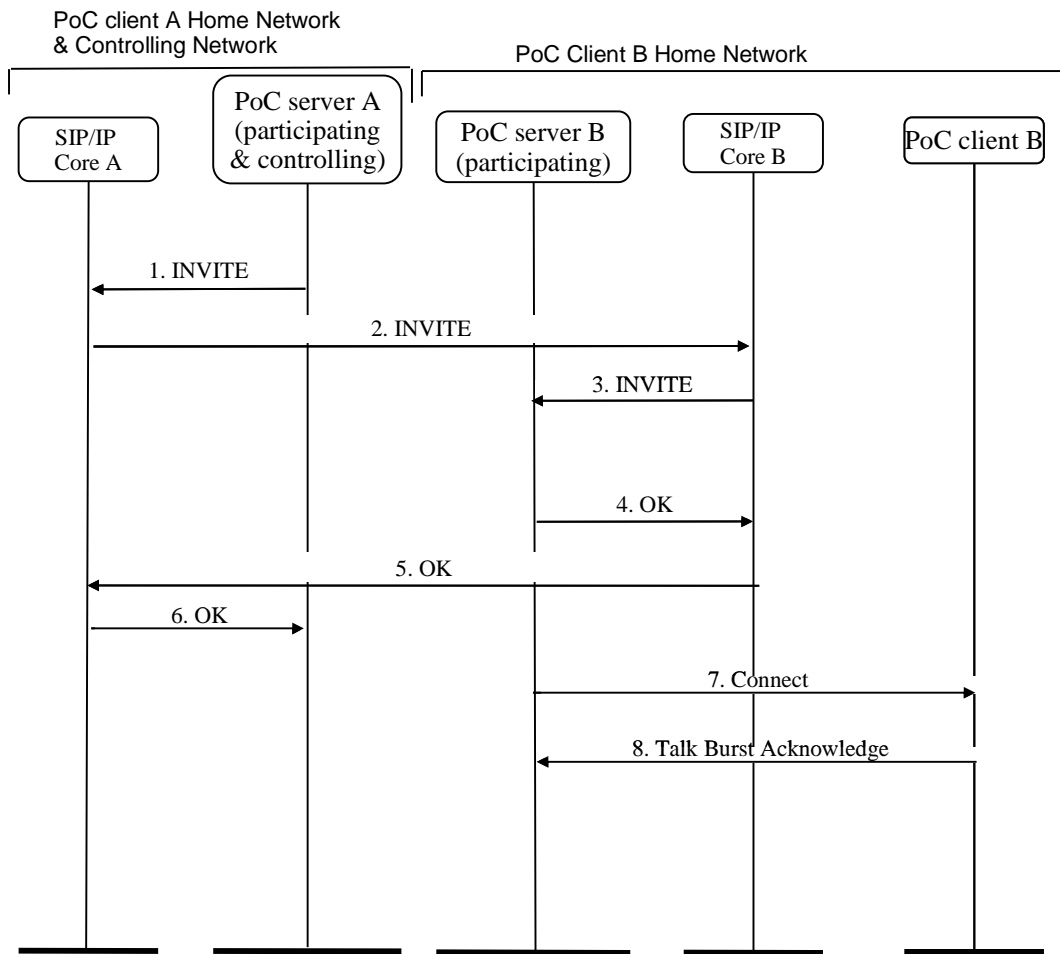 PoC client A Home Network
& Controlling Network
PoC Client B Home Network
SIP/IP
Core A
PoC server A
(participating
& controlling)
PoC server B
(participating)
SIP/IP
Core B
PoC client B
1. INVITE
2. INVITE
3. INVITE
4. OK
5. OK
6. OK
7. Connect
8. Talk Burst Acknowledge